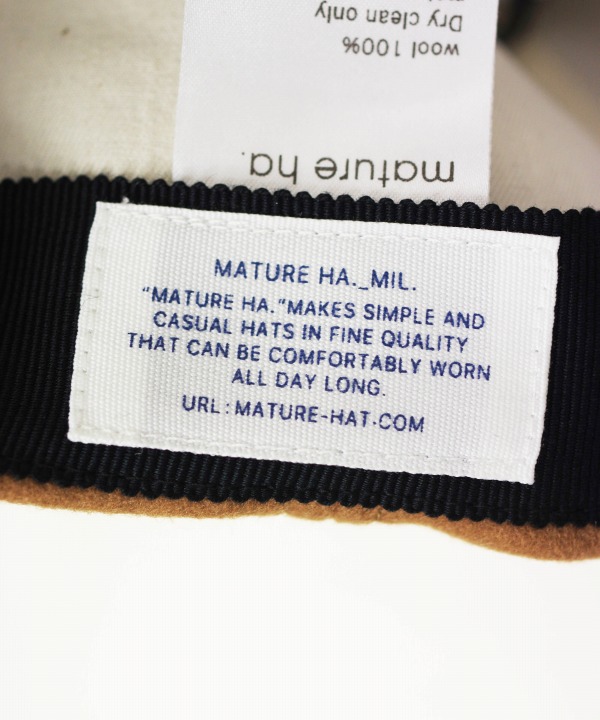 mature ha.
wool 100%
Dry clean only
MATURE HA._MIL.
"MATURE HA."MAKES SIMPLE AND
CASUAL HATS IN FINE QUALITY
THAT CAN BE COMFORTABLY WORN
ALL DAY LONG.
URL:MATURE-HAT.COM